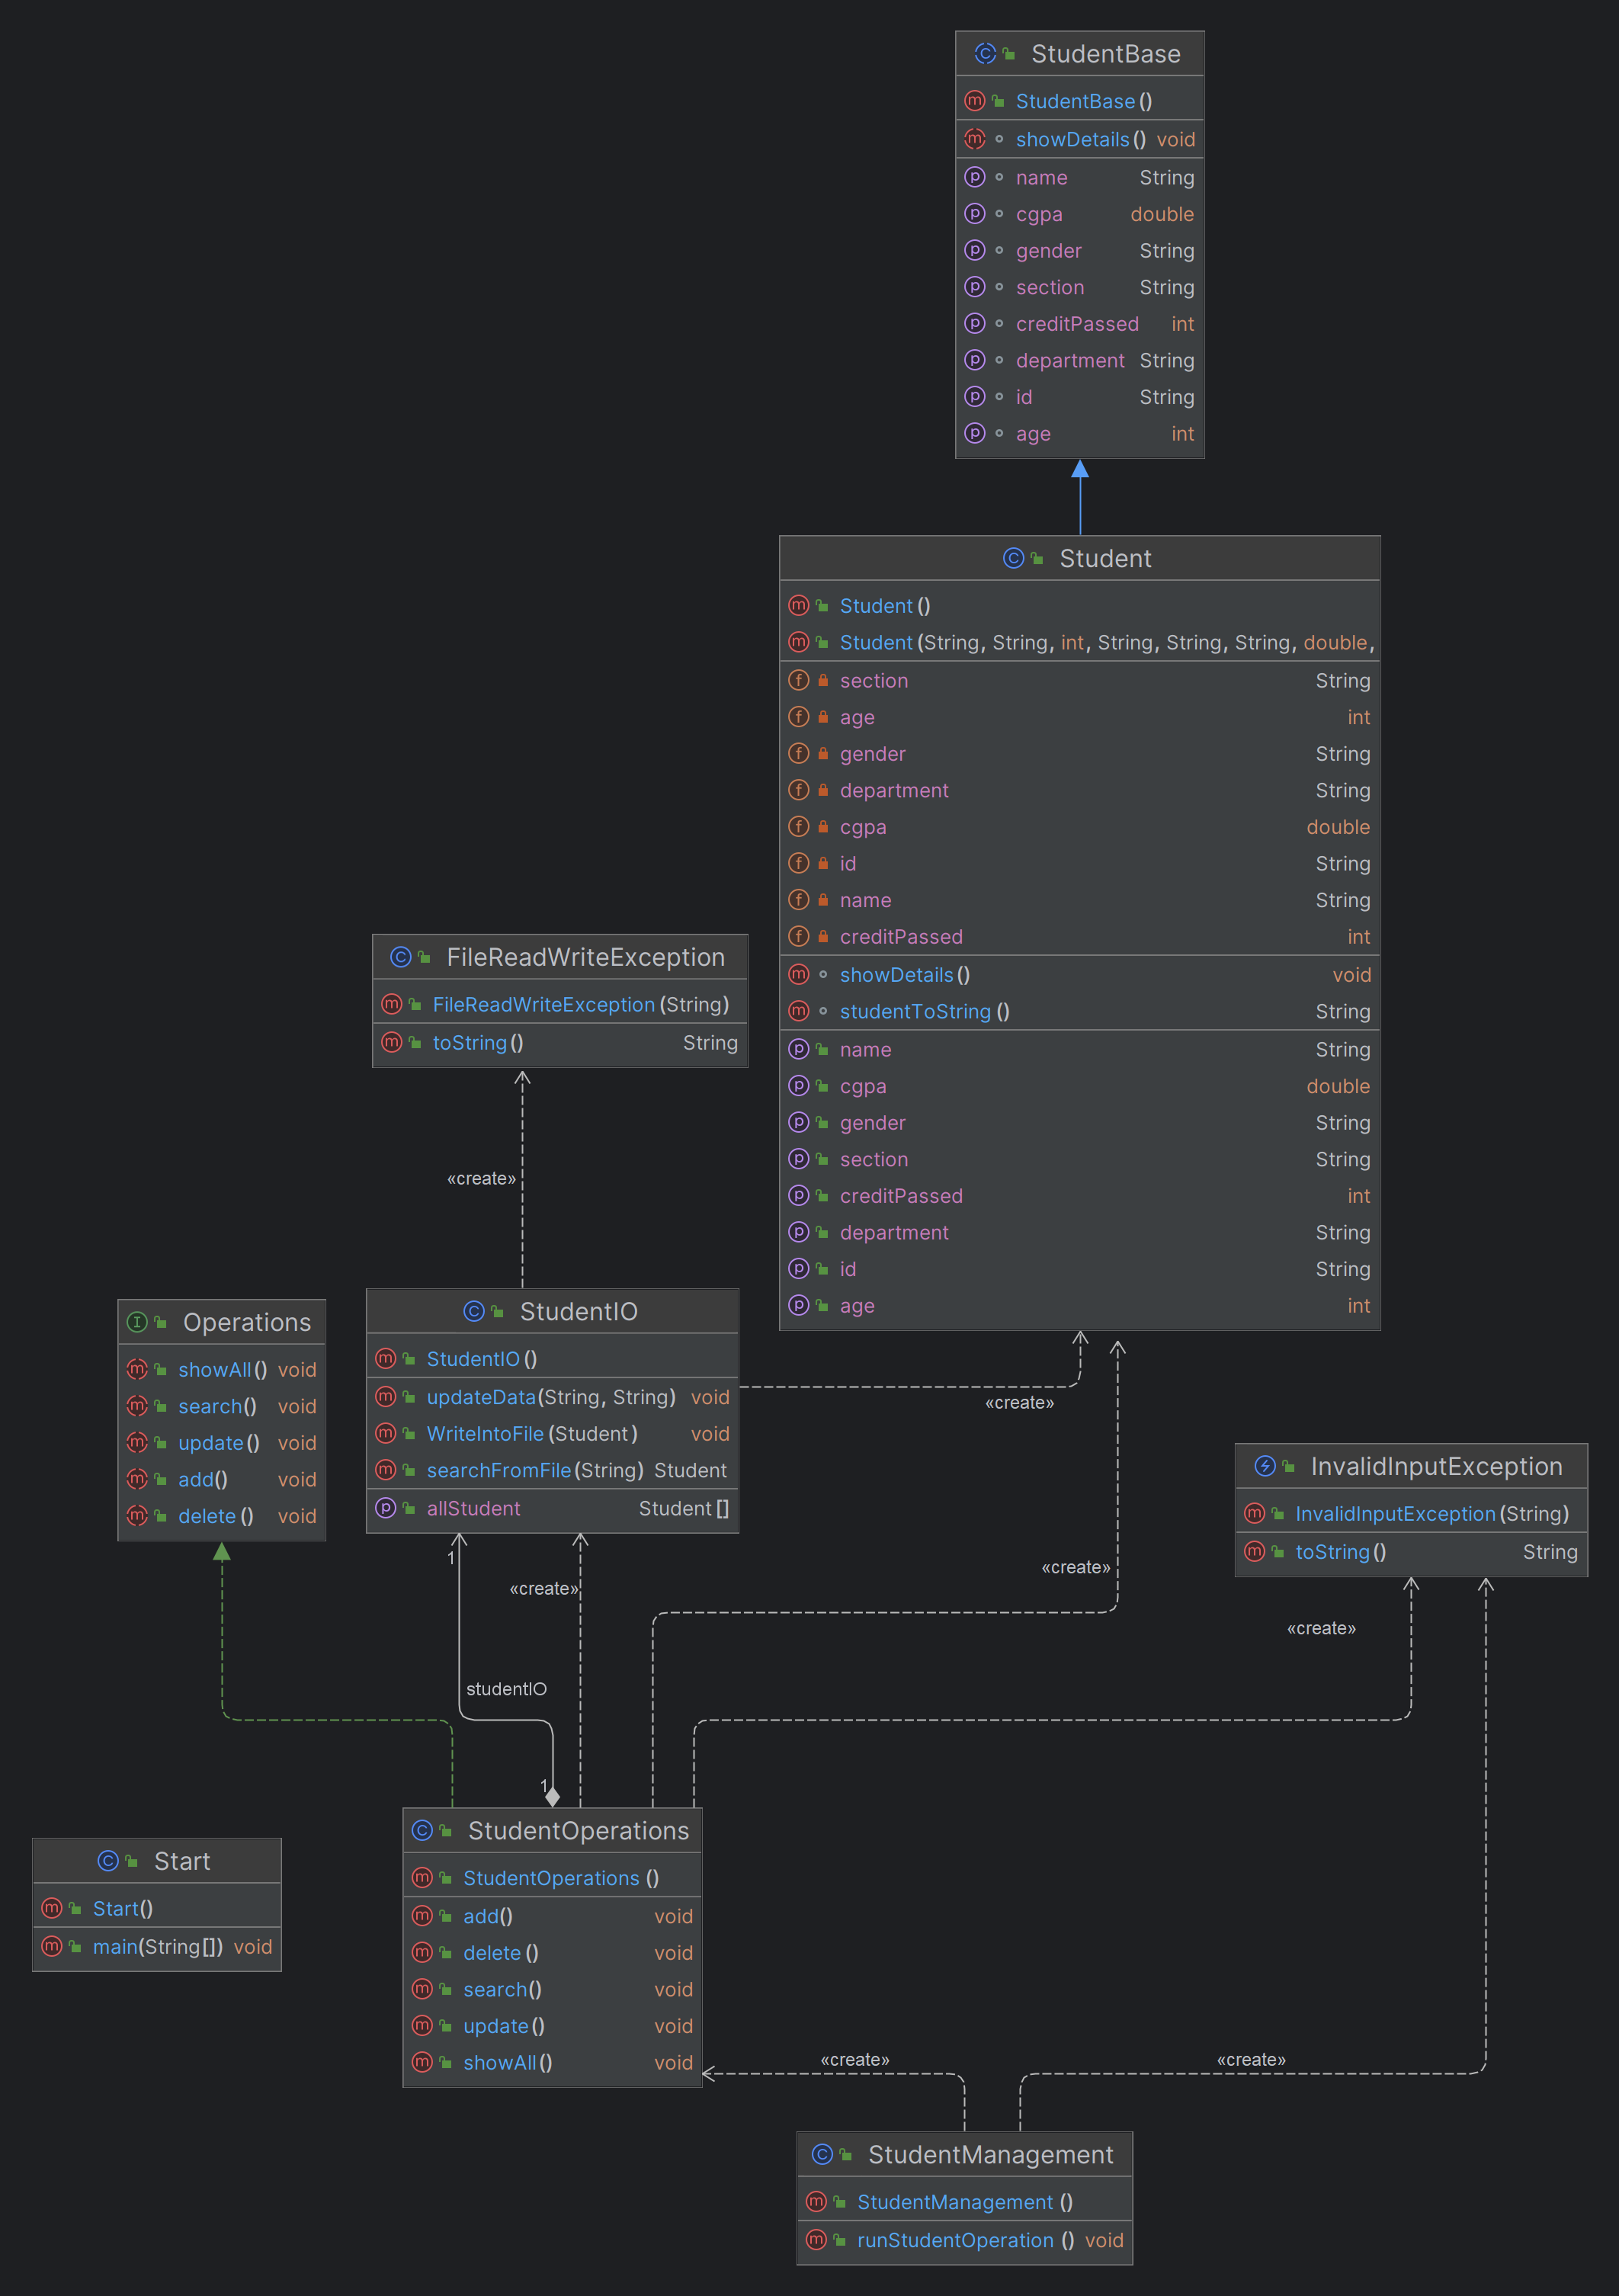 StudentBase
StudentBase()
showDetails() void
name String
cgpa double
gender String
section String
creditPassed int
department String
id String
age int
Student
Student()
Student(String, String, int, String, String, String, double,
section String
age int
gender String
department String
cgpa double
id String
name String
creditPassed int
showDetails() void
studentToString() String
name String
cgpa double
gender String
section String
creditPassed int
department String
id String
age int
FileReadWriteException
FileReadWriteException(String)
toString() String
«create»
Operations
showAll() void
search() void
update() void
add() void
delete() void
StudentIO
StudentIO()
updateData(String, String) void
WriteIntoFile(Student) void
searchFromFile(String) Student
allStudent Student[]
«create»
InvalidInputException
InvalidInputException(String)
toString() String
1
«create»
«create»
«create»
studentIO
1
StudentOperations
StudentOperations()
add() void
delete() void
search() void
update() void
showAll() void
Start
Start()
main(String[]) void
«create»
«create»
StudentManagement
StudentManagement()
runStudentOperation() void